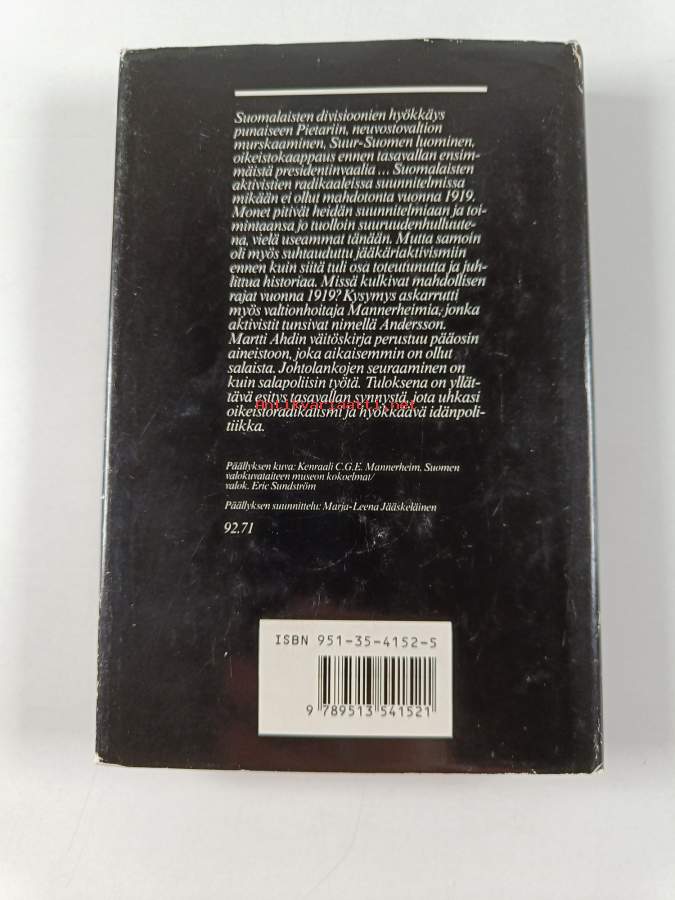 Suomalaisten divisioonien hyökkäys
punaiseen Pietariin, neuvostovaltion
murskaaminen, Suur-Suomen luominen,
oikeistokaappaus ennen tasavallan ensim-
mäistä presidentinvaalia ... Suomalaisten
aktivistien radikaaleissa suunnitelmissa
mikään ei ollut mahdotonta vuonna 1919.
Monet pitivät heidän suunnitelmiaan ja toi-
mintaansa jo tuolloin suuruudenhulluute-
na, vielä useammat tänään. Mutta samoin
oli myös suhtauduttu jääkäriaktivismiin
ennen kuin siitä tuli osa toteutunutta ja juh-
littua historiaa. Missä kulkivat mahdollisen
rajat vuonna 1919? Kysymys askarrutti
myös valtionhoitaja Mannerheimia, jonka
aktivistit tunsivat nimellä Andersson.
Martti Ahdin väitöskirja perustuu pääosin
aineistoon, joka aikaisemmin on ollut
salaista. Johtolankojen seuraaminen on
kuin salapoliisin työtä. Tuloksena on yllät-
tävä esitys tasavallan synnystä, jota uhkasi
Antikvariaatti.net
oikeistoradikalismi ja hyökkäävä idänpoli-
tiikka.
Päällyksen kuva: Kenraali C.G.E. Mannerheim. Suomen
valokuvataiteen museon kokoelmat/
valok. Eric Sundström
Päällyksen suunnittelu: Marja-Leena Jääskeläinen
92.71
ISBN 951-35-4152-5
9 789513 541521